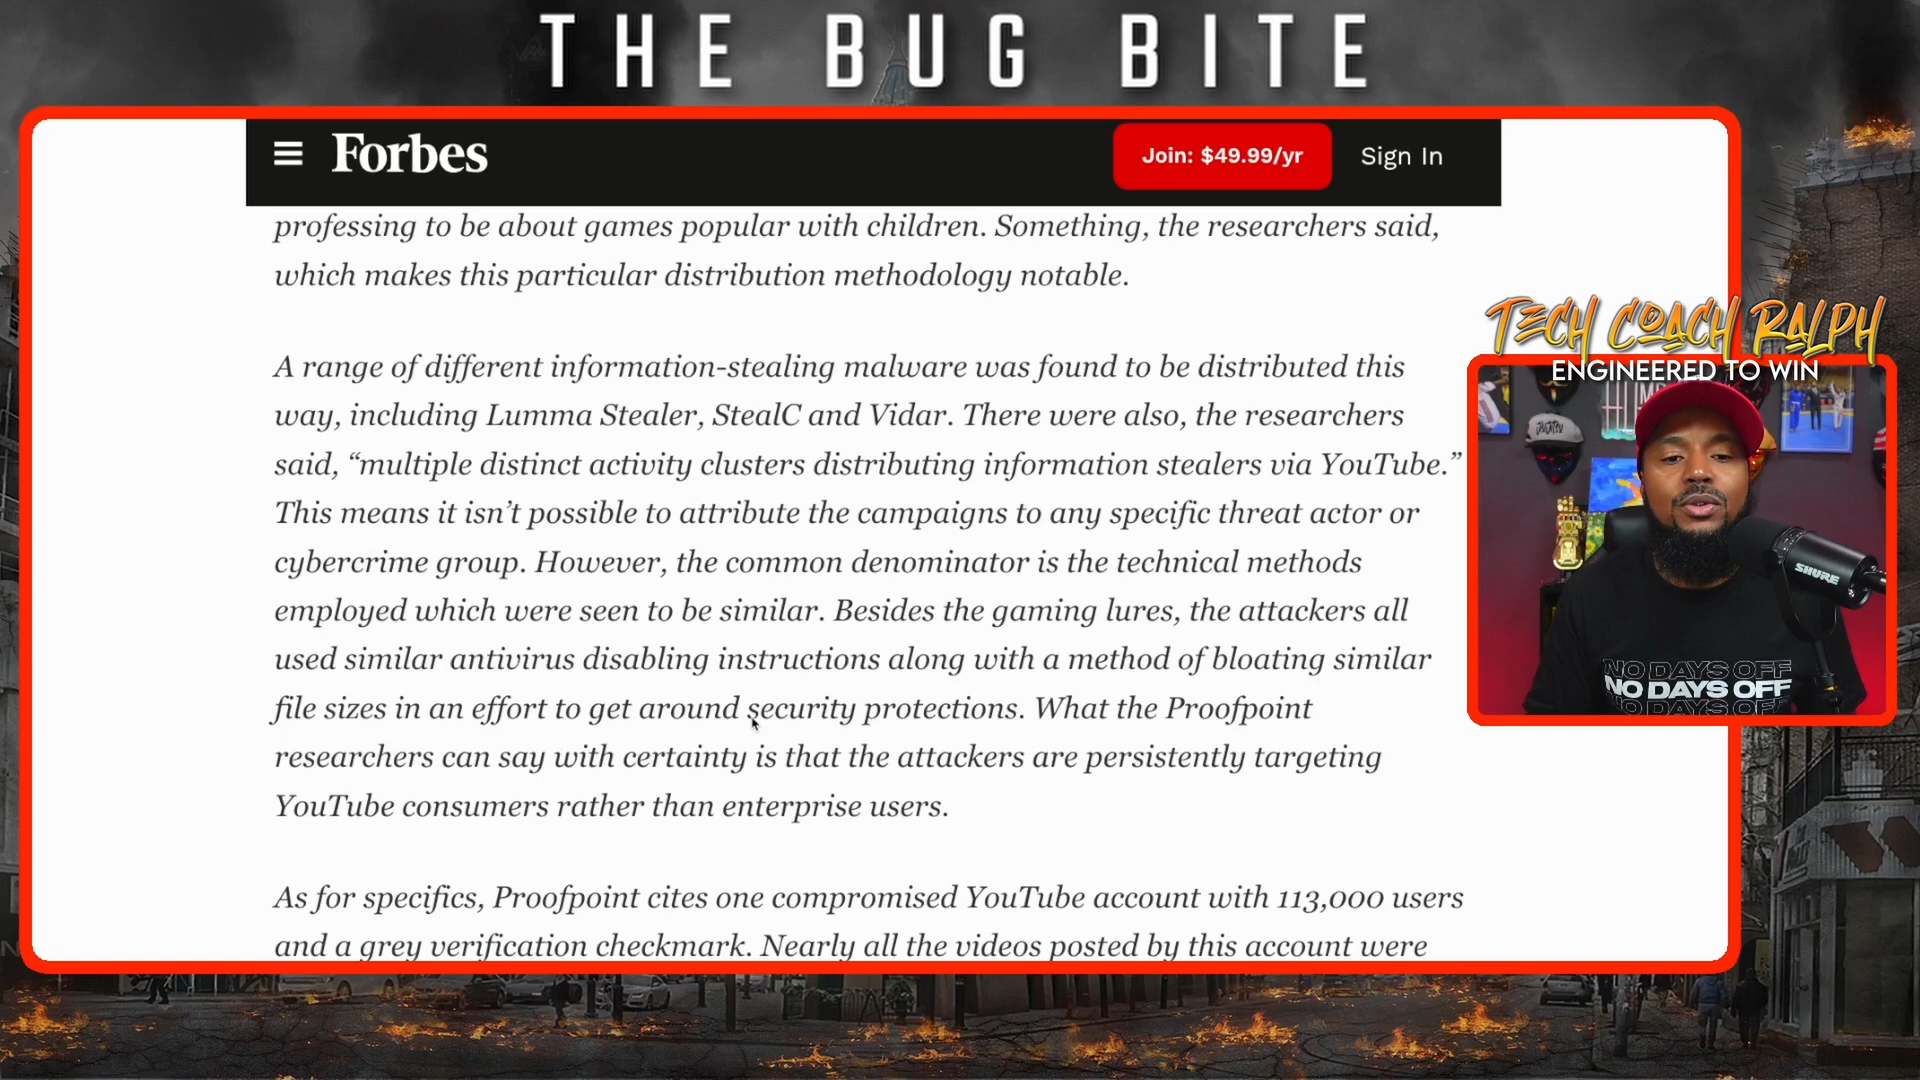 THE BUG BITE
Forbes
Join: $49.99/yr
Sign In
professing to be about games popular with children. Something, the researchers said,
which makes this particular distribution methodology notable.
A range of different information-stealing malware was found to be distributed this
way, including Lumma Stealer, StealC and Vidar. There were also, the researchers
said, “multiple distinct activity clusters distributing information stealers via YouTube.”
This means it isn’t possible to attribute the campaigns to any specific threat actor or
cybercrime group. However, the common denominator is the technical methods
employed which were seen to be similar. Besides the gaming lures, the attackers all
used similar antivirus disabling instructions along with a method of bloating similar
file sizes in an effort to get around security protections. What the Proofpoint
researchers can say with certainty is that the attackers are persistently targeting
YouTube consumers rather than enterprise users.
As for specifics, Proofpoint cites one compromised YouTube account with 113,000 users
and a grey verification checkmark. Nearly all the videos posted by this account were
TECH COACH RALPH
ENGINEERED TO WIN
SHURE
NO DAYS OFF
NO DAYS OFF
NO DAYS OFF